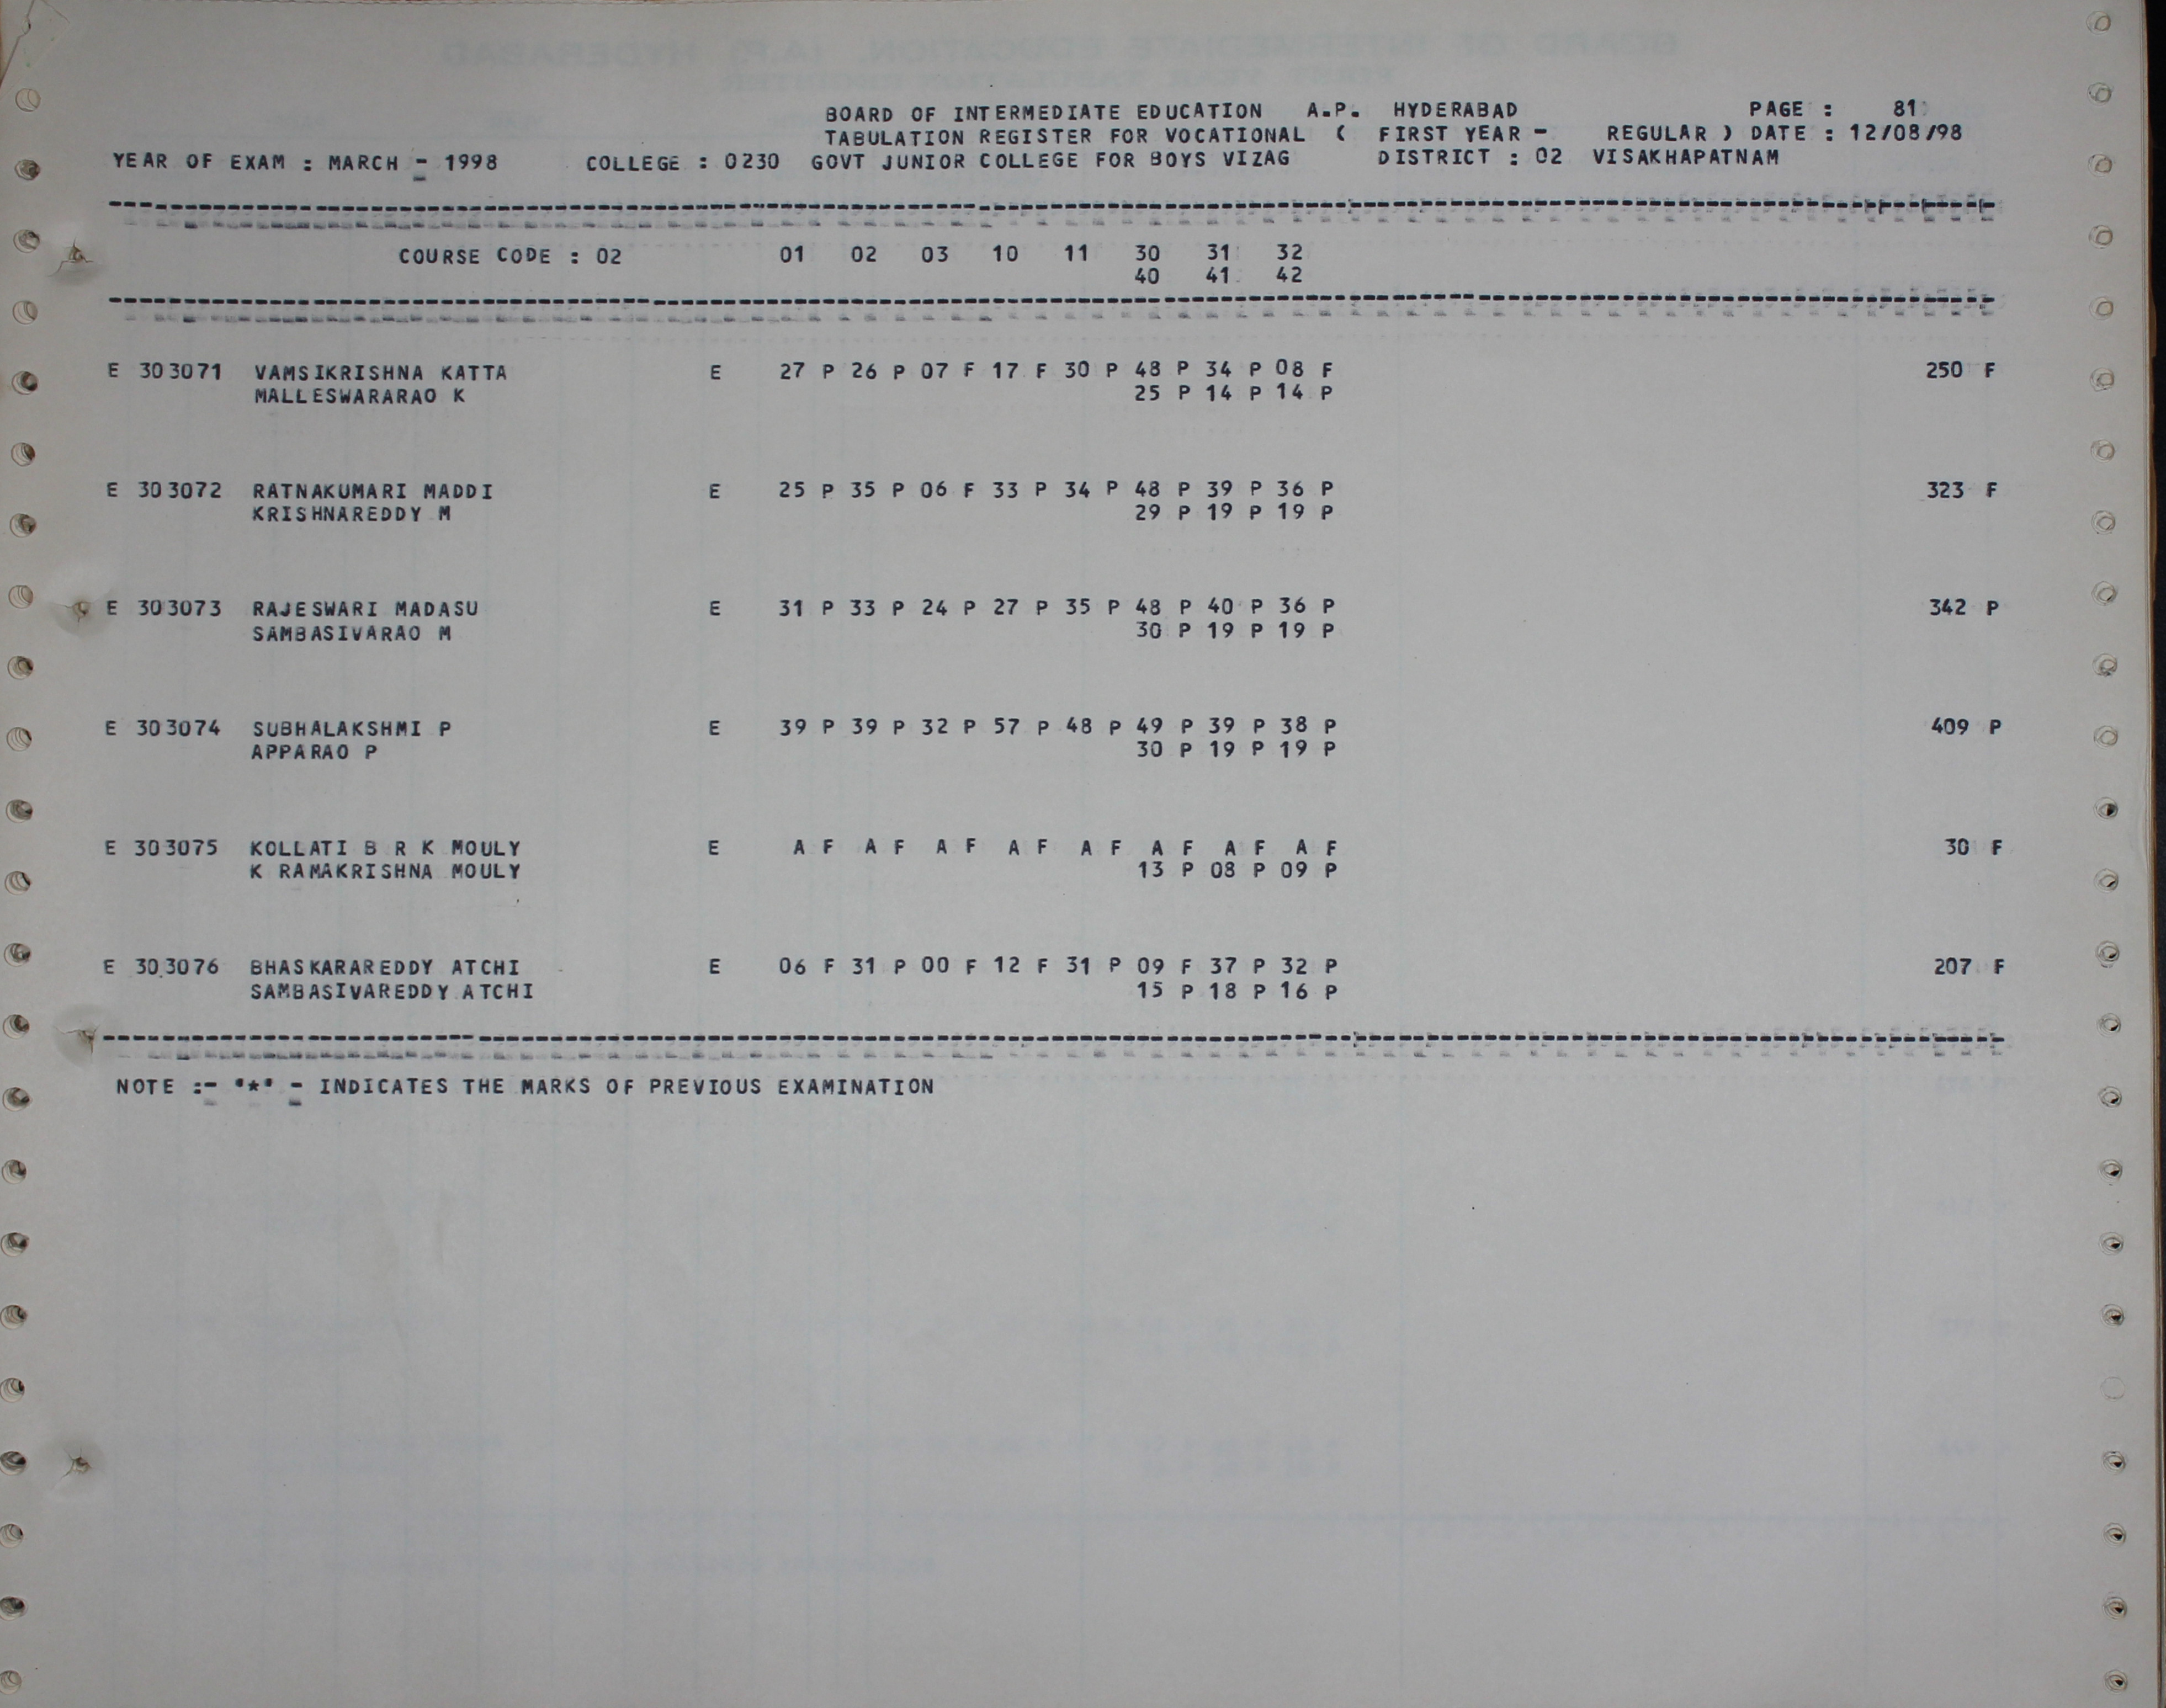 BOARD OF INTERMEDIATE EDUCATION A.P. HYDERABAD PAGE : 81
TABULATION REGISTER FOR VOCATIONAL ( FIRST YEAR - REGULAR ) DATE : 12/08/98
YEAR OF EXAM : MARCH - 1998 COLLEGE : 0230 GOVT JUNIOR COLLEGE FOR BOYS VIZAG DISTRICT : 02 VISAKHAPATNAM
COURSE CODE : 02 01 02 03 10 11 30 31 32
40 41 42
E 303071 VAMSIKRISHNA KATTA E 27 P 26 P 07 F 17 F 30 P 48 P 34 P 08 F 250 F
MALLESWARARAO K 25 P 14 P 14 P
E 303072 RATNAKUMARI MADDI E 25 P 35 P 06 F 33 P 34 P 48 P 39 P 36 P 323 F
KRISHNAREDDY M 29 P 19 P 19 P
E 303073 RAJESWARI MADASU E 31 P 33 P 24 P 27 P 35 P 48 P 40 P 36 P 342 P
SAMBASIVARAO M 30 P 19 P 19 P
E 303074 SUBHALAKSHMI P E 39 P 39 P 32 P 57 P 48 P 49 P 39 P 38 P 409 P
APPARAO P 30 P 19 P 19 P
E 303075 KOLLATI B R K MOULY E A F A F A F A F A F A F A F A F 30 F
K RAMAKRISHNA MOULY 13 P 08 P 09 P
E 303076 BHASKARAREDDY ATCHI E 06 F 31 P 00 F 12 F 31 P 09 F 37 P 32 P 207 F
SAMBASIVAREDDY ATCHI 15 P 18 P 16 P
NOTE :- '*' - INDICATES THE MARKS OF PREVIOUS EXAMINATION